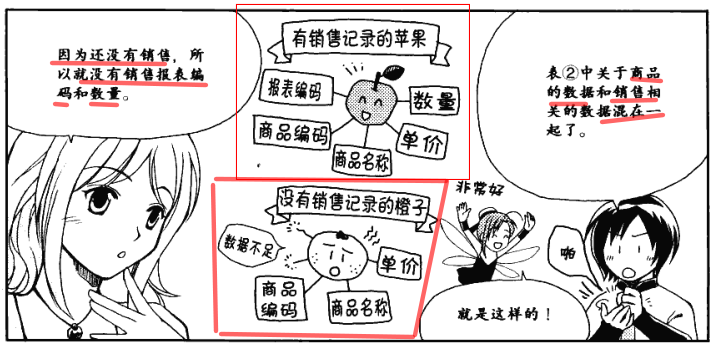 因为还没有销售，所
以就没有销售报表编
码和数量。
有销售记录的苹果
报表编码
数量
商品编码
单价
商品名称
没有销售记录的橙子
数据不足
单价
商品
编码
商品名称
表②中关于商品
的数据和销售相
关的数据混在一
起了。
非常好
啪
就是这样的！